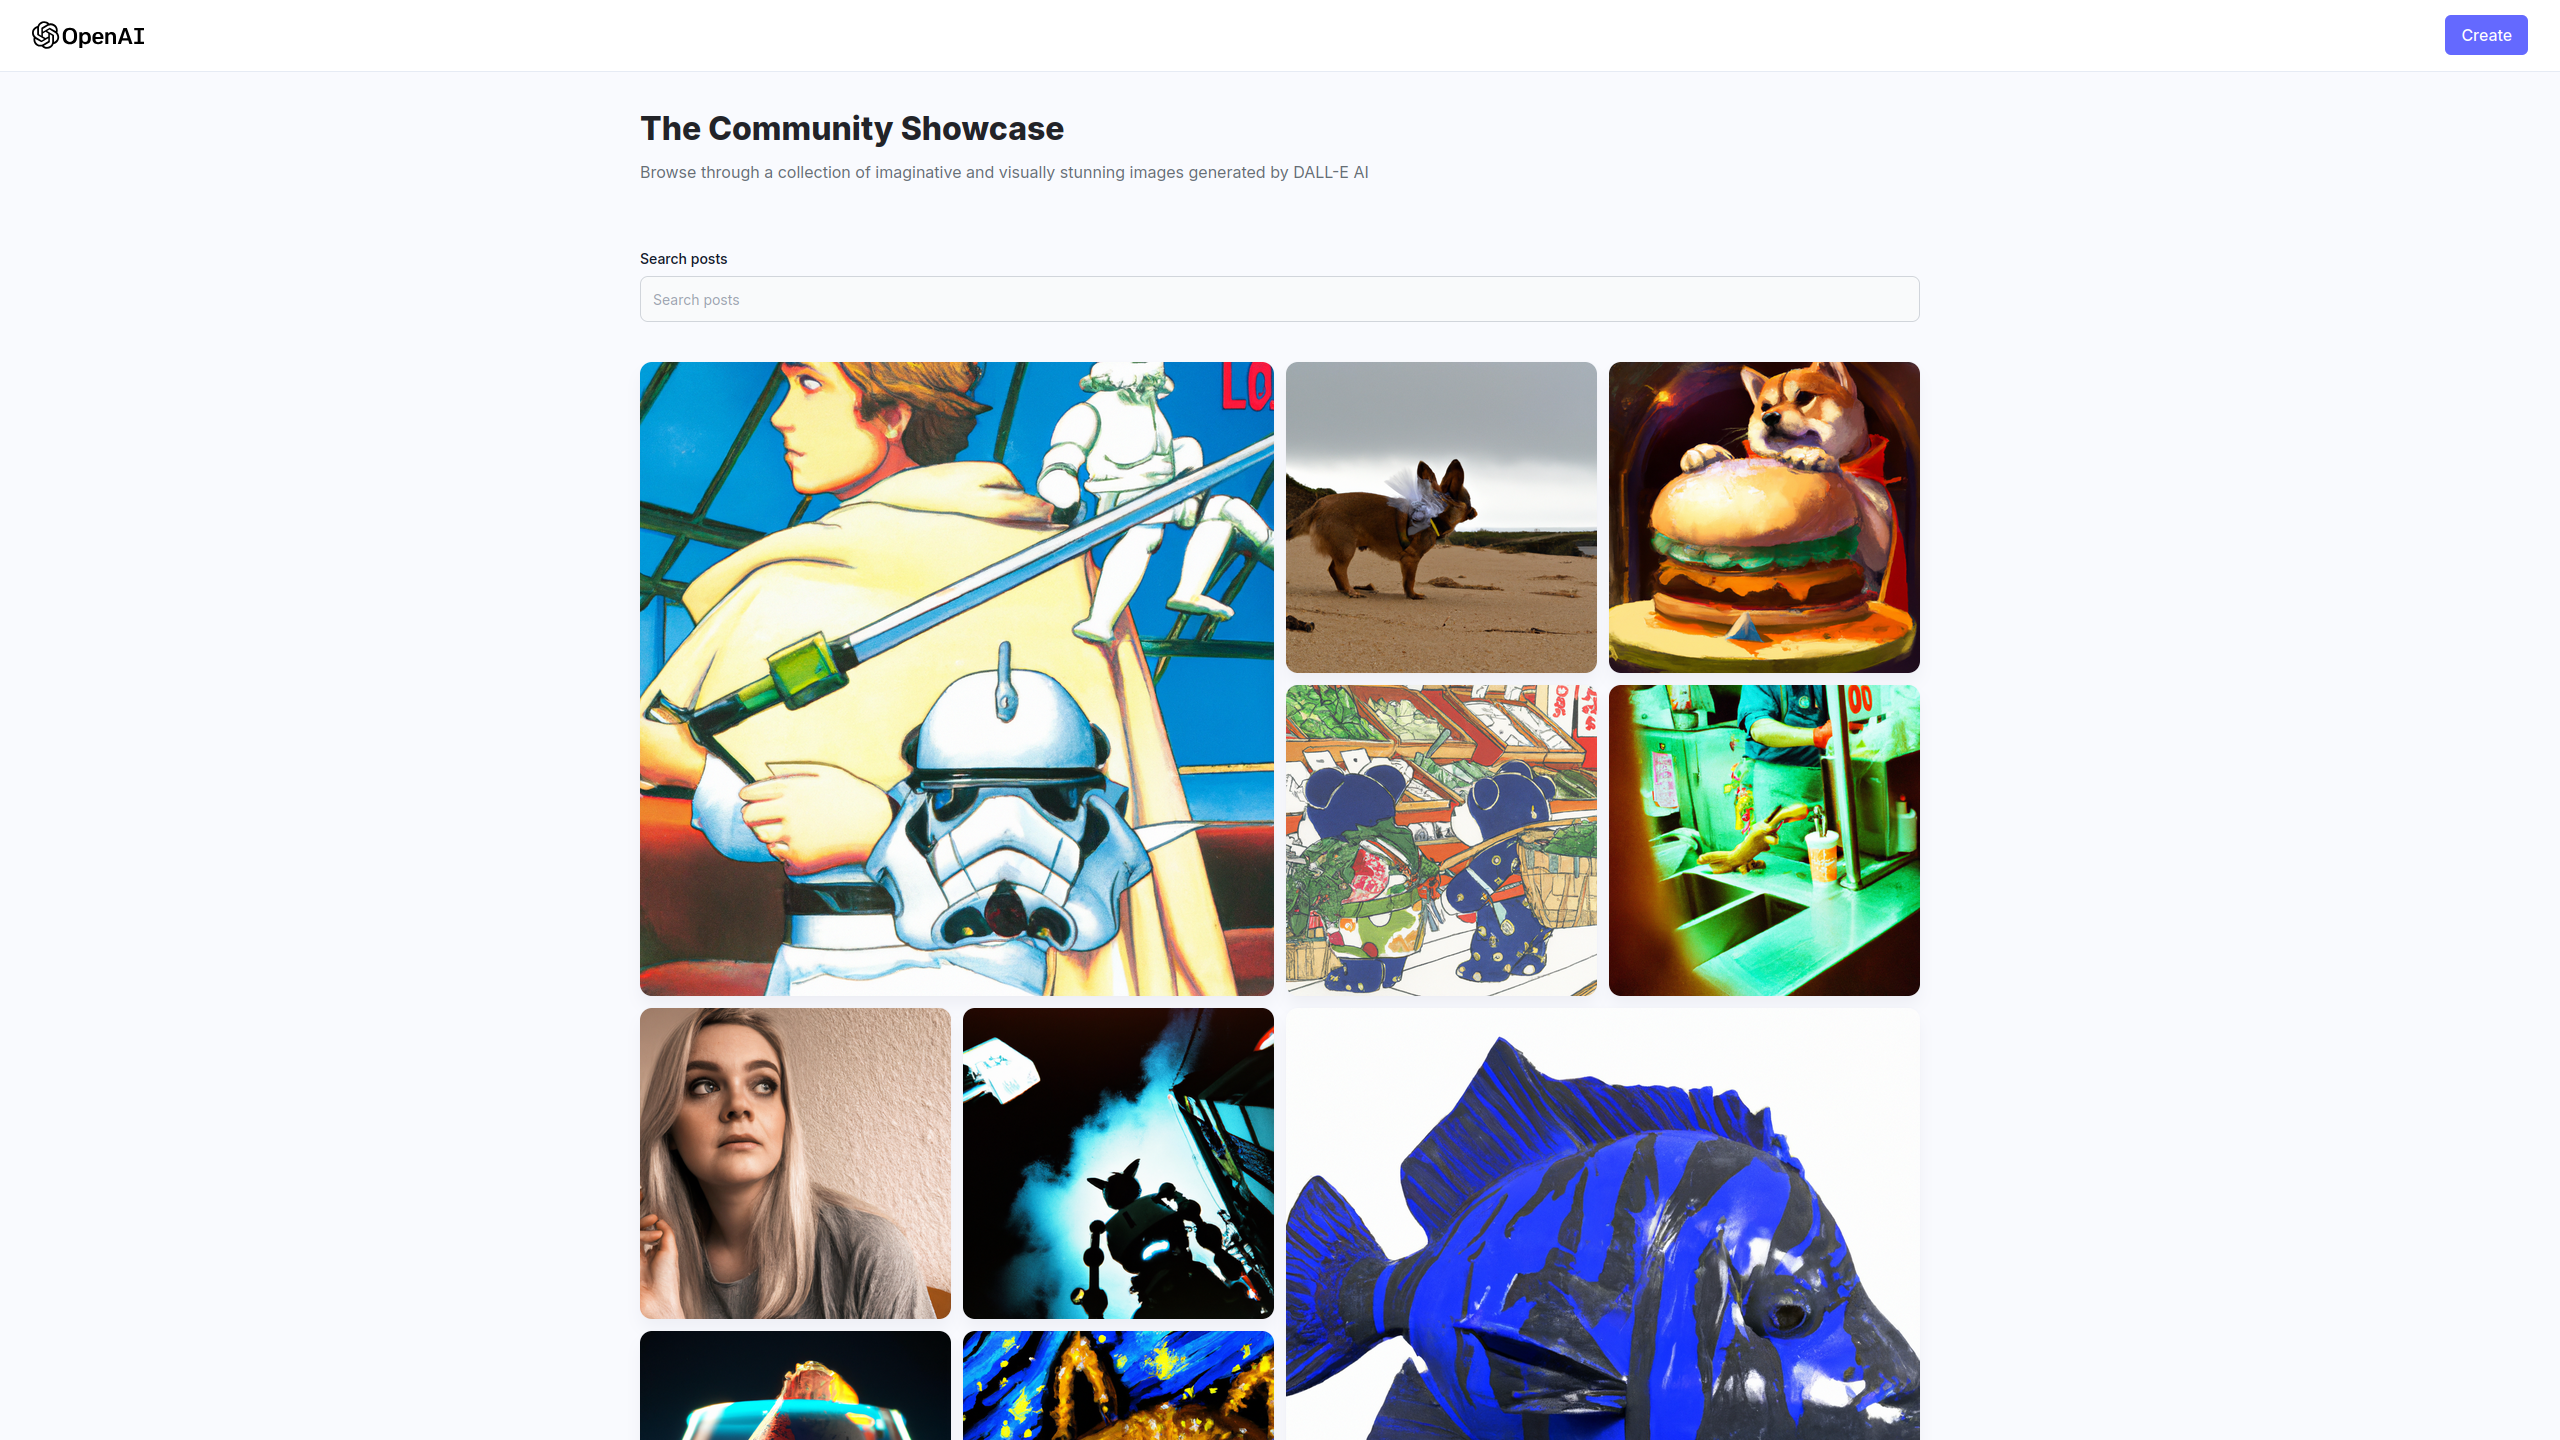 OpenAI
Create
The Community Showcase
Browse through a collection of imaginative and visually stunning images generated by DALL-E AI
Search posts
Search posts
LO
00